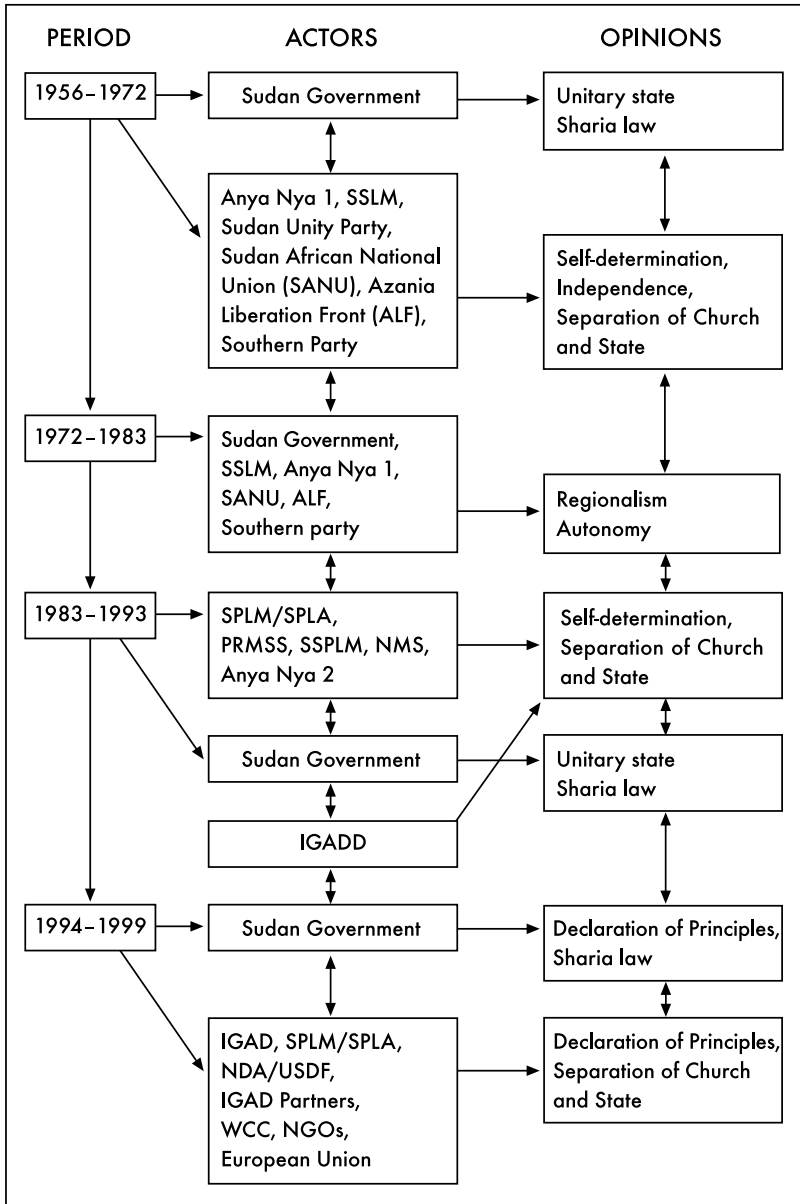 PERIOD
ACTORS
OPINIONS
1956–1972
Sudan Government
Unitary state
Sharia law
Anya Nya 1, SSLM,
Sudan Unity Party,
Sudan African National
Union (SANU), Azania
Liberation Front (ALF),
Southern Party
Self-determination,
Independence,
Separation of Church
and State
1972–1983
Sudan Government,
SSLM, Anya Nya 1,
SANU, ALF,
Southern party
Regionalism
Autonomy
1983–1993
SPLM/SPLA,
PRMSS, SSPLM, NMS,
Anya Nya 2
Self-determination,
Separation of Church
and State
Sudan Government
Unitary state
Sharia law
IGADD
1994–1999
Sudan Government
Declaration of Principles,
Sharia law
IGAD, SPLM/SPLA,
NDA/USDF,
IGAD Partners,
WCC, NGOs,
European Union
Declaration of Principles,
Separation of Church
and State